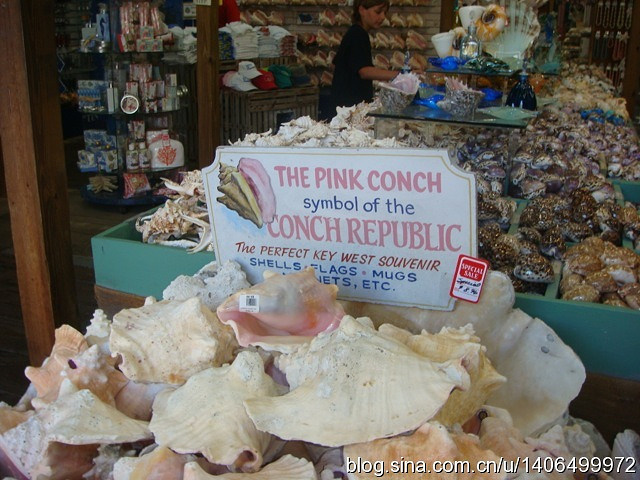 THE PINK CONCH
symbol of the
CONCH REPUBLIC
The PERFECT KEY WEST SOUVENIR
SHELLS FLAGS MUGS
NETS, ETC.
SPECIAL
SALE
blog.sina.com.cn/u/1406499972